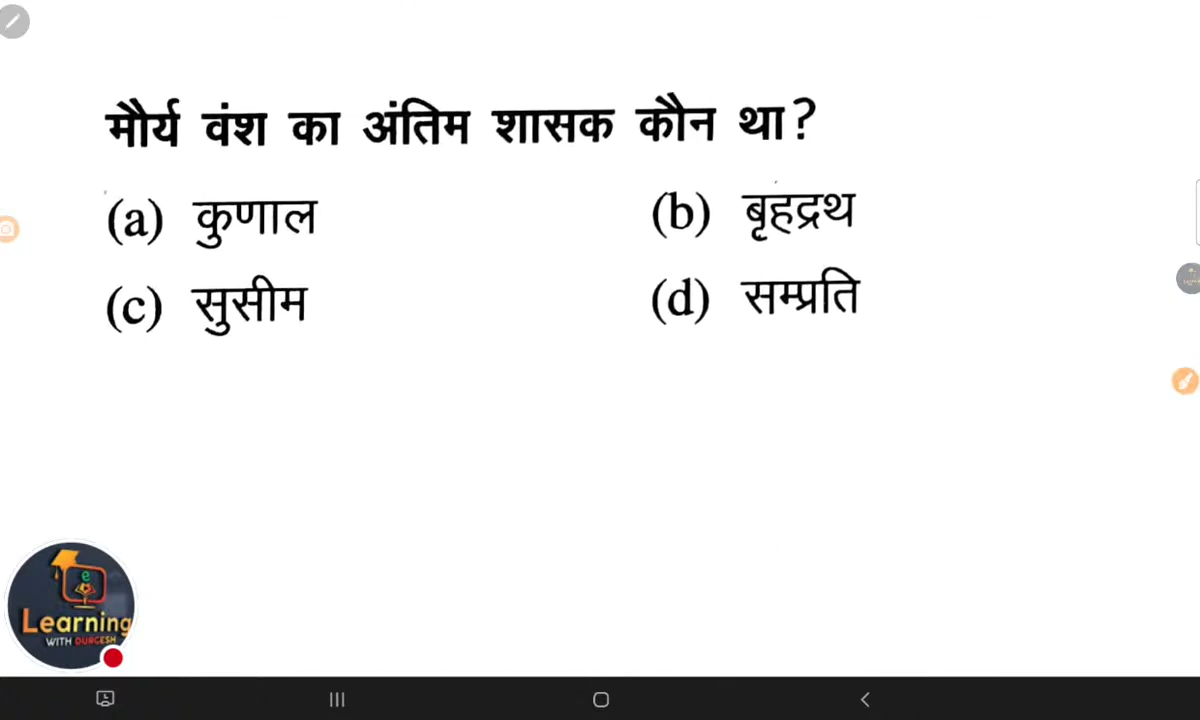 मौर्य वंश का अंतिम शासक कौन था?
(a) कुणाल (b) बृहद्रथ
(c) सुसीम (d) सम्प्रति
e
Learning
WITH DURGESH